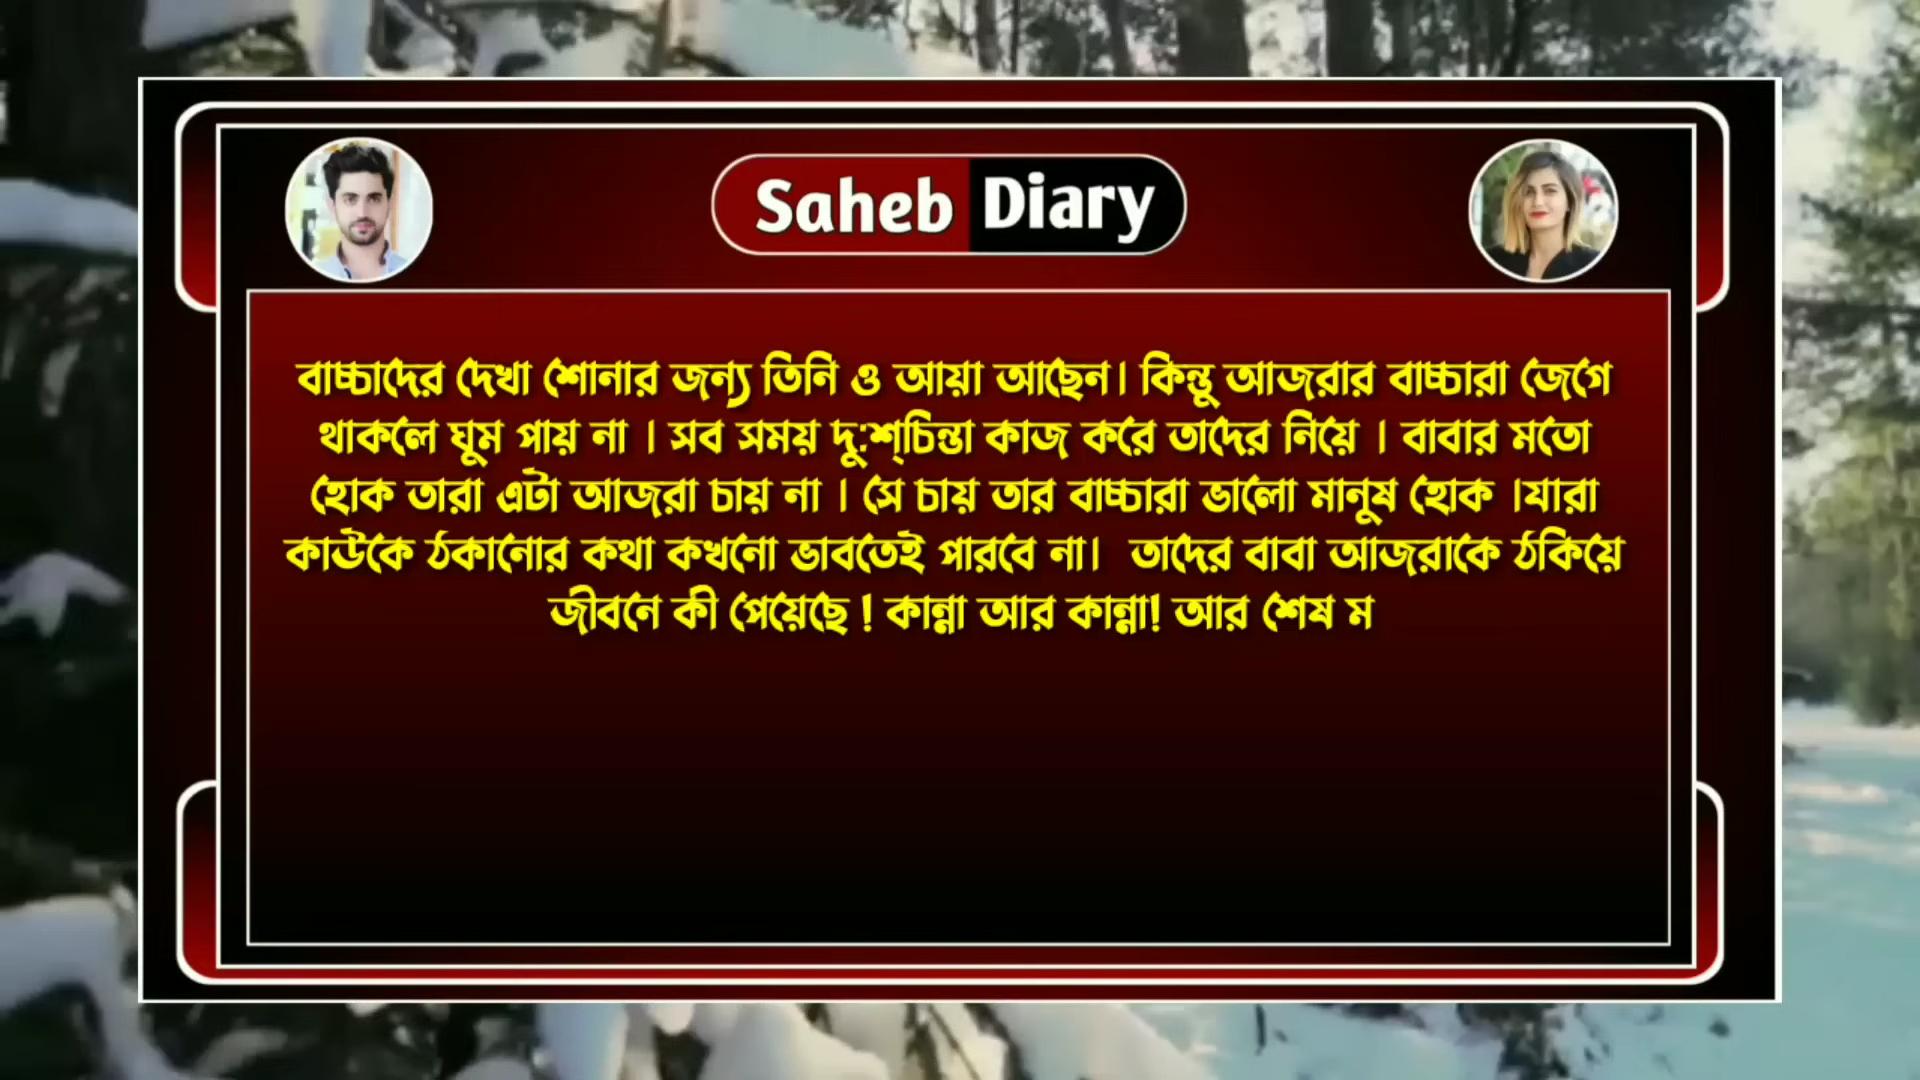 Saheb Diary
বাচ্চাদের দেখা শোনার জন্য তিনি ও আয়া আছেন। কিন্তু আজরার বাচ্চারা জেগে
থাকলে ঘুম পায় না । সব সময় দু:শ্চিন্তা কাজ করে তাদের নিয়ে । বাবার মতো
হোক তারা এটা আজরা চায় না । সে চায় তার বাচ্চারা ভালো মানুষ হোক ।যারা
কাউকে ঠকানোর কথা কখনো ভাবতেই পারবে না। তাদের বাবা আজরাকে ঠকিয়ে
জীবনে কী পেয়েছে ! কান্না আর কান্না! আর শেষ ম